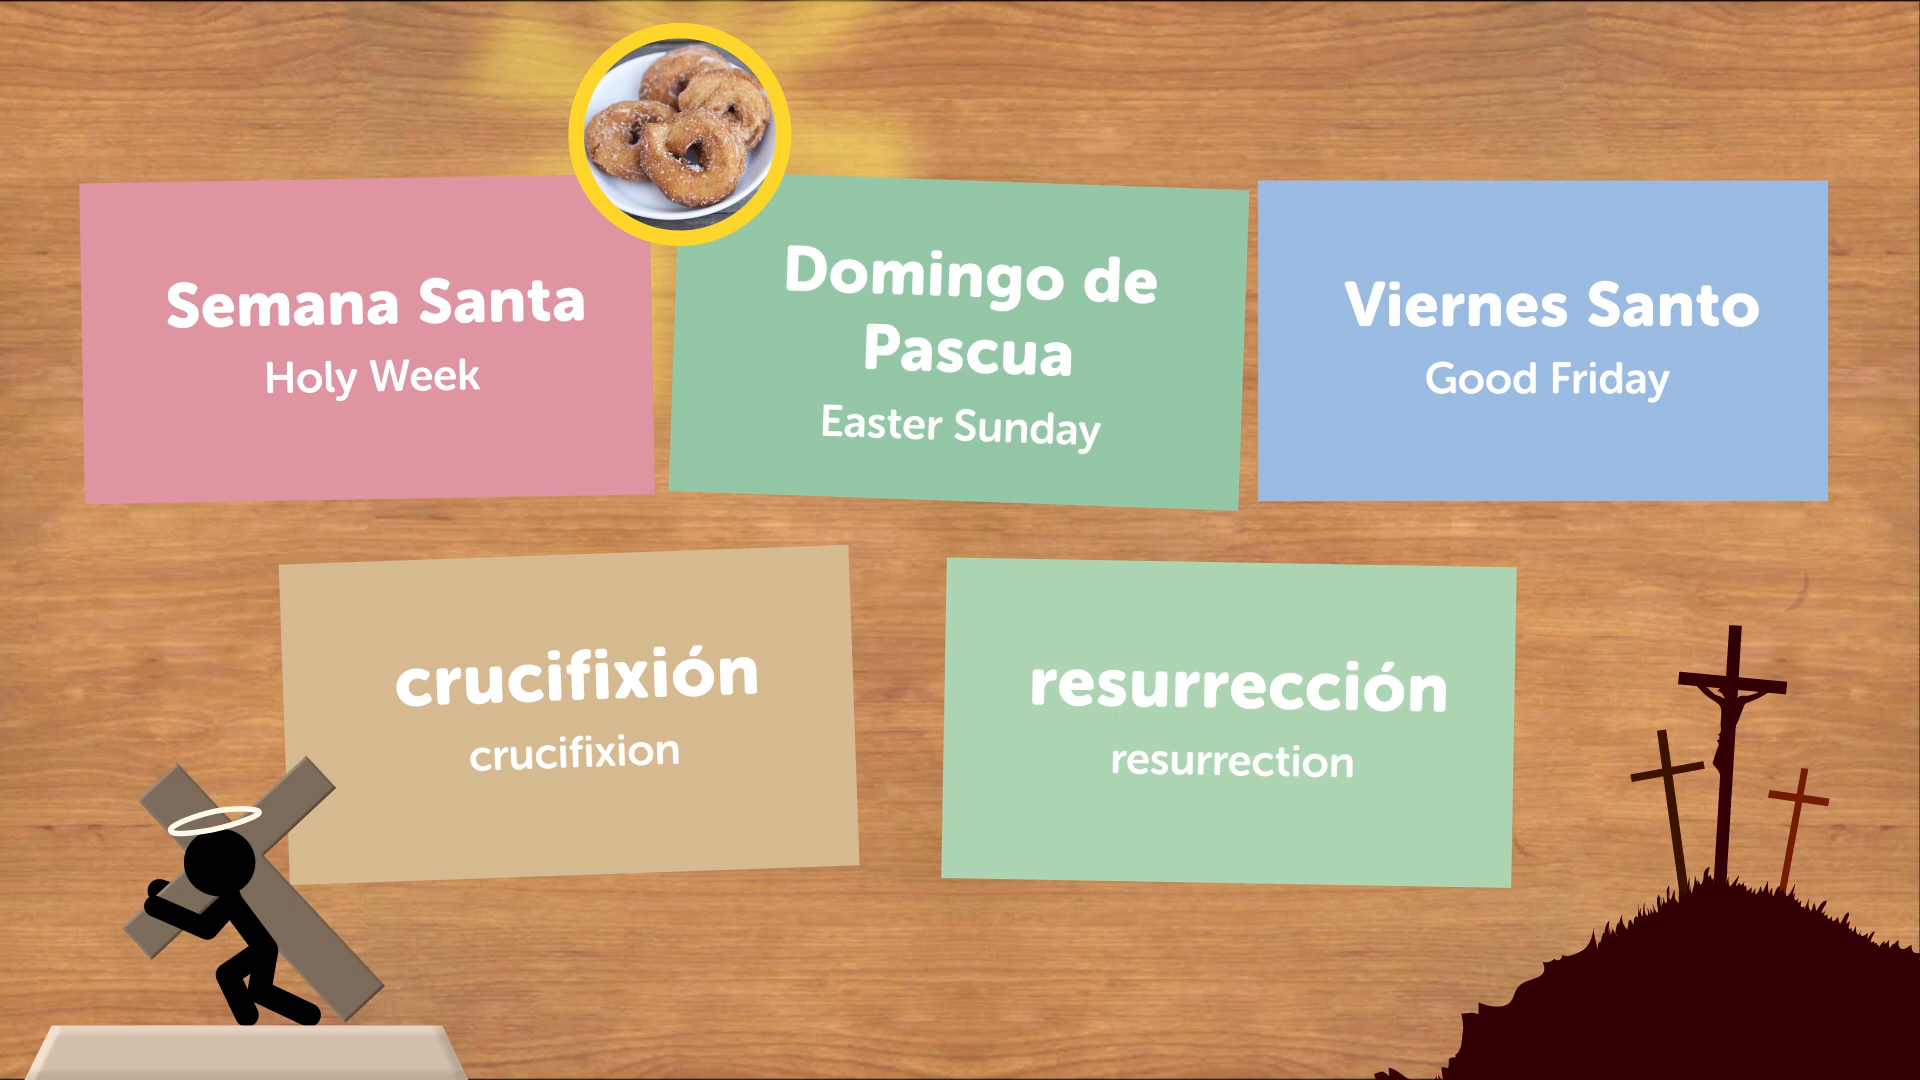 Semana Santa
Holy Week
Domingo de
Pascua
Easter Sunday
Viernes Santo
Good Friday
crucifixión
crucifixion
resurrección
resurrection